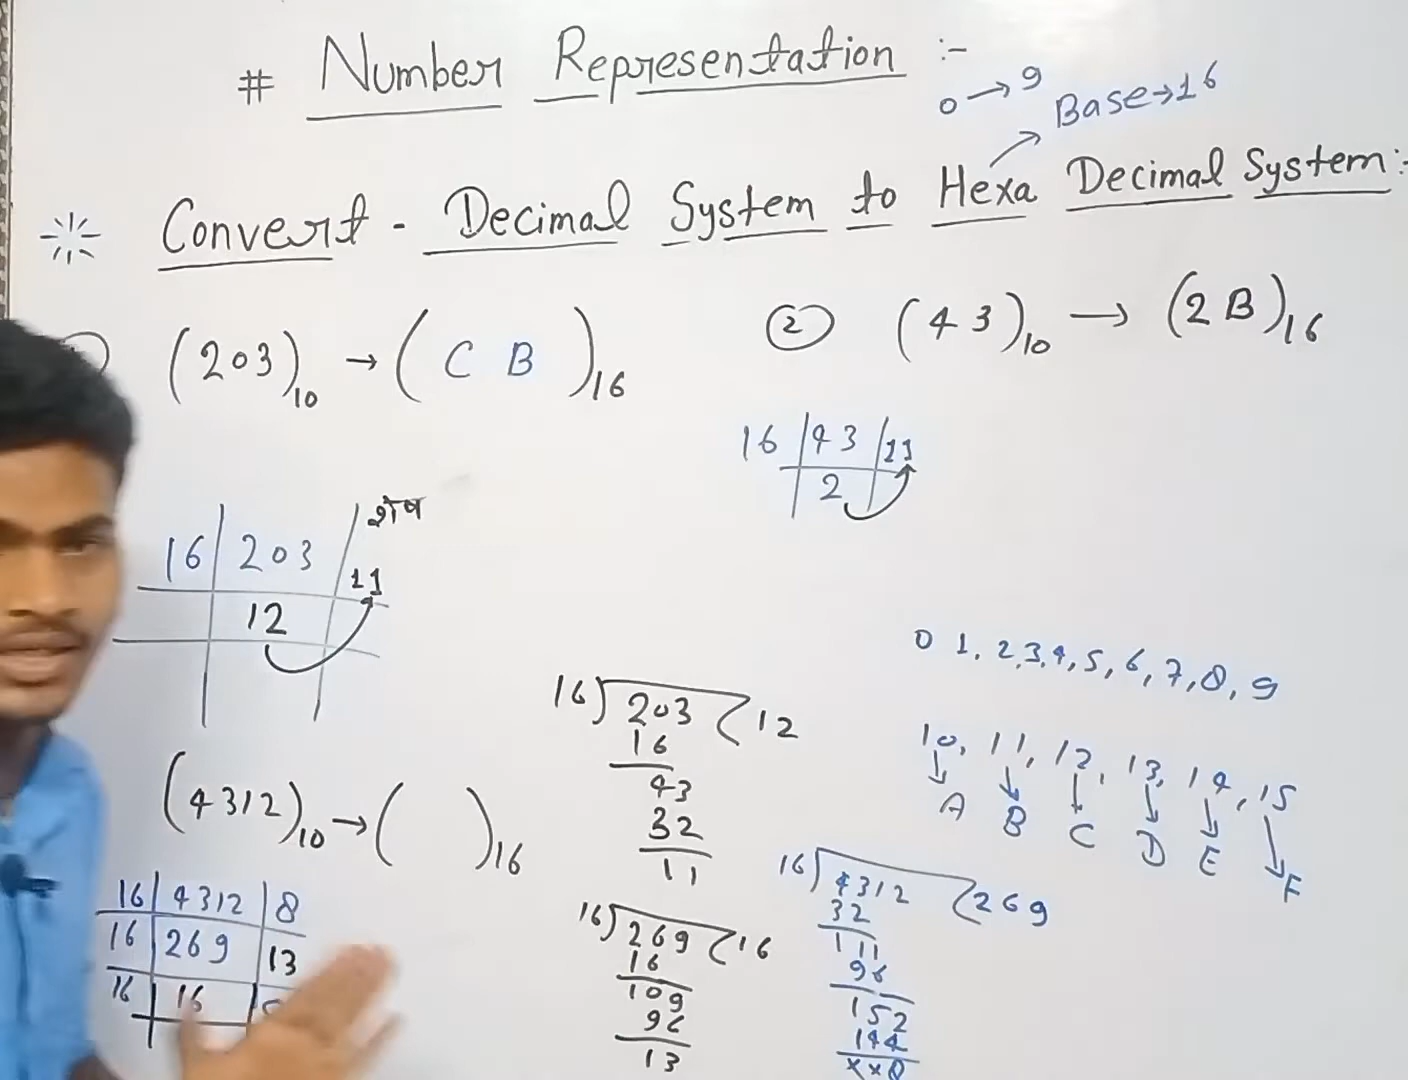 # Number Representation :-
0 → 9
Base → 16
Convert - Decimal System to Hexa Decimal System :-
(203)10 → (C B)16
② (43)10 → (2B)16
16 | 43 | 11
2
शेष
16 | 203 | 11
12
0 1, 2, 3, 4, 5, 6, 7, 8, 9
10, 11, 12, 13, 14, 15
A B C D E F
16) 203 (12
16
43
32
11
(4312)10 → ( )16
16 | 4312 | 8
16 | 269 | 13
16 | 16
16) 269 (16
16
109
96
13
16) 4312 (269
32
111
96
152
144
××8